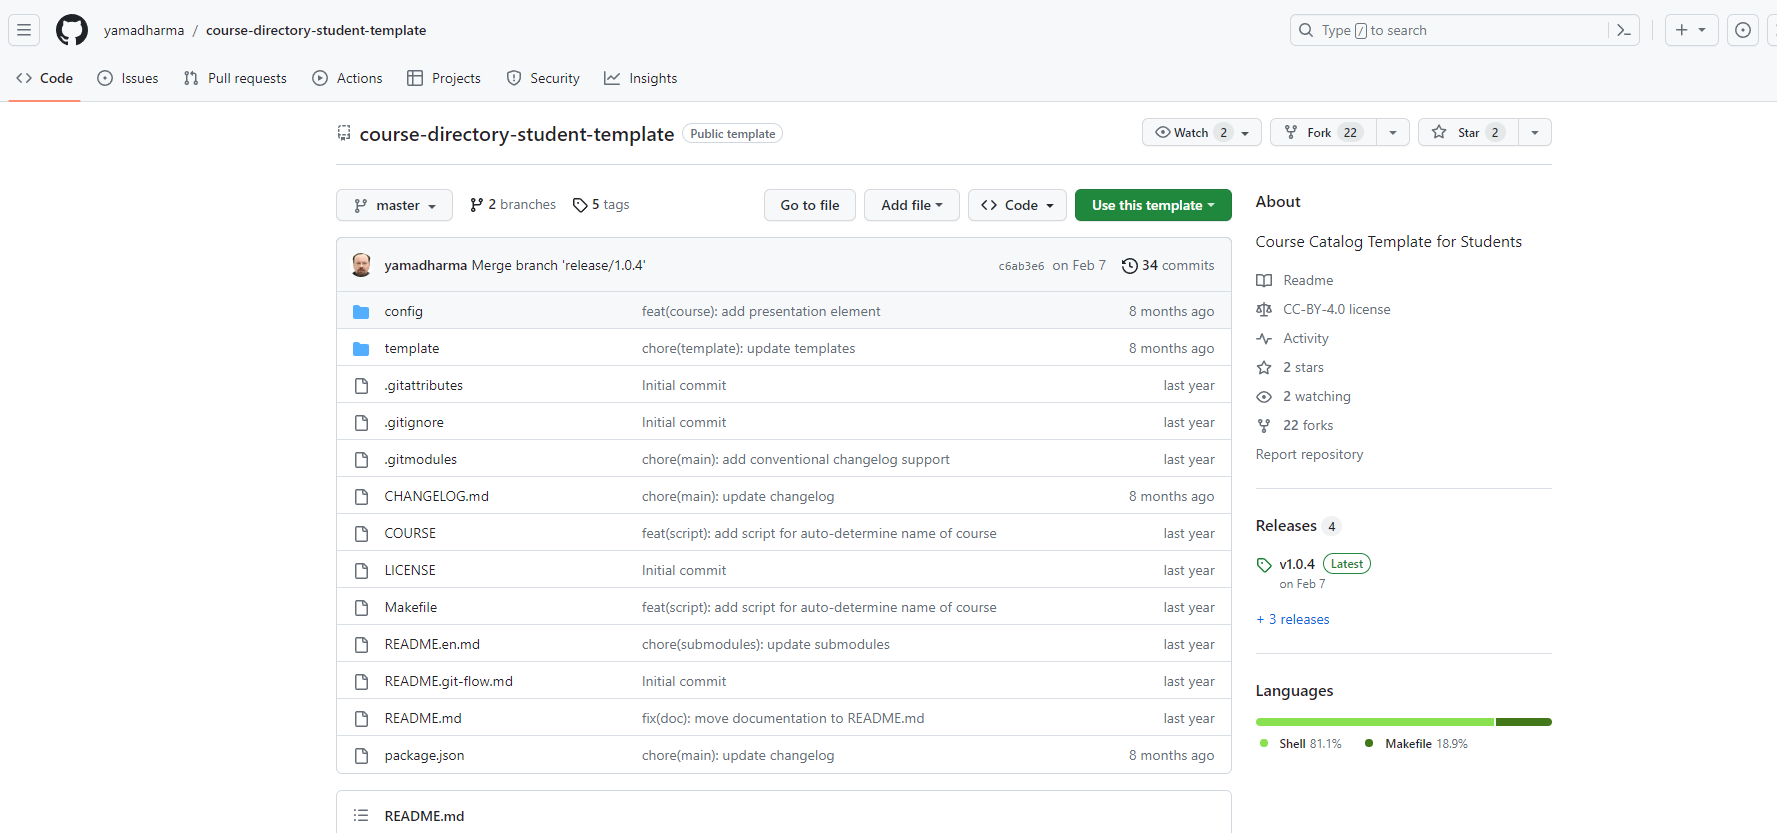 yamadharma / course-directory-student-template
Type / to search
Code Issues Pull requests Actions Projects Security Insights
course-directory-student-template Public template
Watch 2 Fork 22 Star 2
master 2 branches 5 tags Go to file Add file Code Use this template
yamadharma Merge branch 'release/1.0.4' c6ab3e6 on Feb 7 34 commits
config feat(course): add presentation element 8 months ago
template chore(template): update templates 8 months ago
.gitattributes Initial commit last year
.gitignore Initial commit last year
.gitmodules chore(main): add conventional changelog support last year
CHANGELOG.md chore(main): update changelog 8 months ago
COURSE feat(script): add script for auto-determine name of course last year
LICENSE Initial commit last year
Makefile feat(script): add script for auto-determine name of course last year
README.en.md chore(submodules): update submodules last year
README.git-flow.md Initial commit last year
README.md fix(doc): move documentation to README.md last year
package.json chore(main): update changelog 8 months ago
README.md
About
Course Catalog Template for Students
Readme
CC-BY-4.0 license
Activity
2 stars
2 watching
22 forks
Report repository
Releases 4
v1.0.4 Latest
on Feb 7
+ 3 releases
Languages
Shell 81.1% Makefile 18.9%